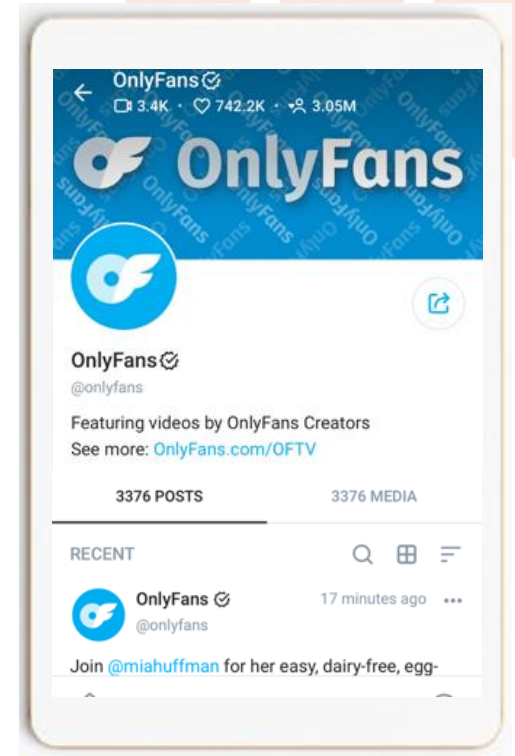 OnlyFans
3.4K · 742.2K · 3.05M
OnlyFans
OnlyFans
@onlyfans
Featuring videos by OnlyFans Creators
See more: OnlyFans.com/OFTV
3376 POSTS 3376 MEDIA
RECENT
OnlyFans 17 minutes ago
@onlyfans
Join @miahuffman for her easy, dairy-free, egg-